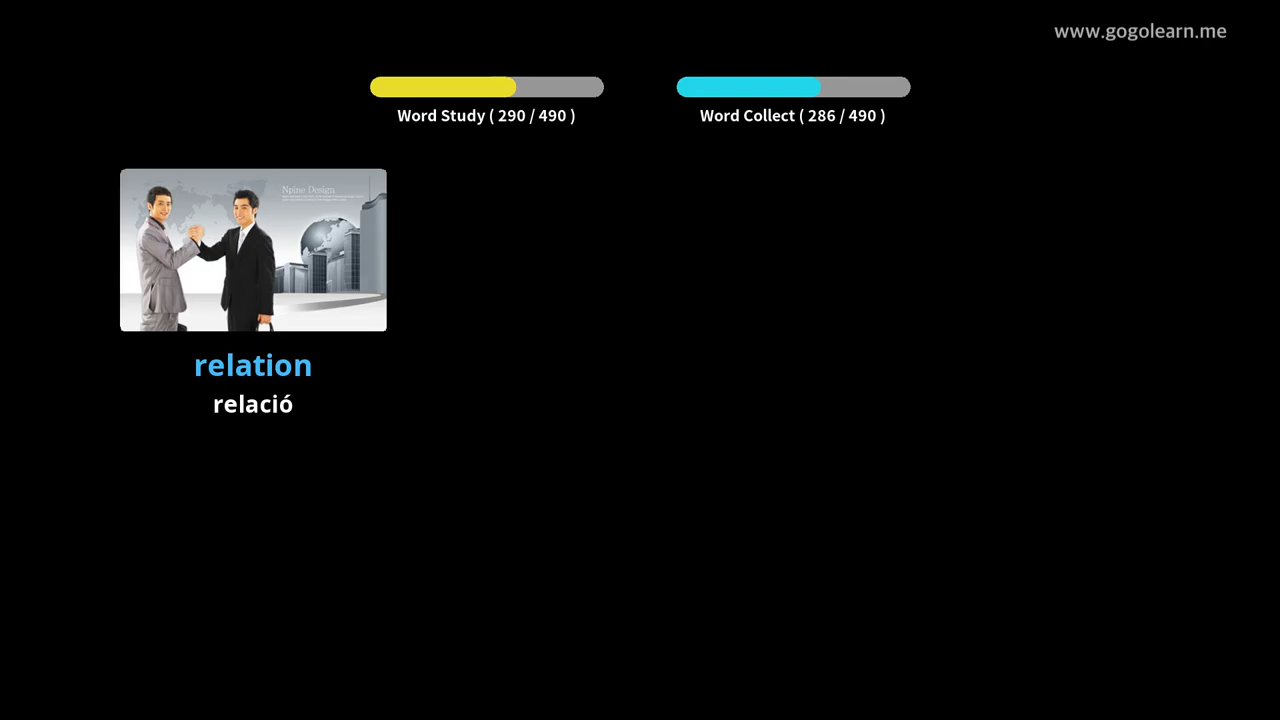 www.gogolearn.me
Word Study ( 290 / 490 )
Word Collect ( 286 / 490 )
Npine Design
relation
relació